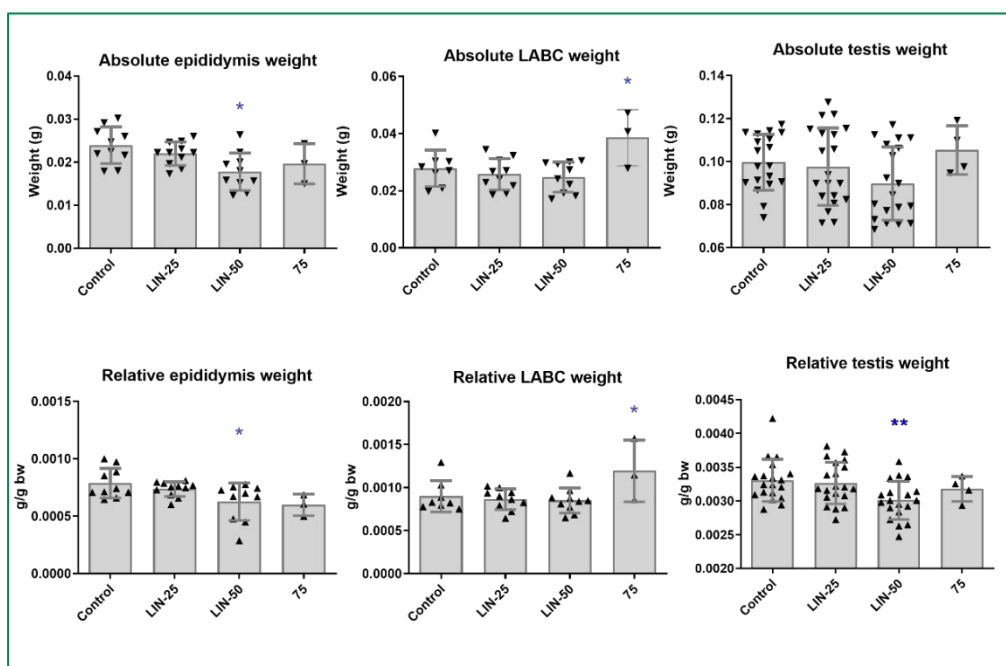 Absolute epididymis weight
Weight (g)
0.04
0.03
0.02
0.01
0.00
*
Control
LIN-25
LIN-50
75
Absolute LABC weight
Weight (g)
0.06
0.04
0.02
0.00
*
Control
LIN-25
LIN-50
75
Absolute testis weight
Weight (g)
0.14
0.12
0.10
0.08
0.06
Control
LIN-25
LIN-50
75
Relative epididymis weight
g/g bw
0.0015
0.0010
0.0005
0.0000
*
Control
LIN-25
LIN-50
75
Relative LABC weight
g/g bw
0.0020
0.0015
0.0010
0.0005
0.0000
*
Control
LIN-25
LIN-50
75
Relative testis weight
g/g bw
0.0045
0.0040
0.0035
0.0030
0.0025
0.0020
**
Control
LIN-25
LIN-50
75